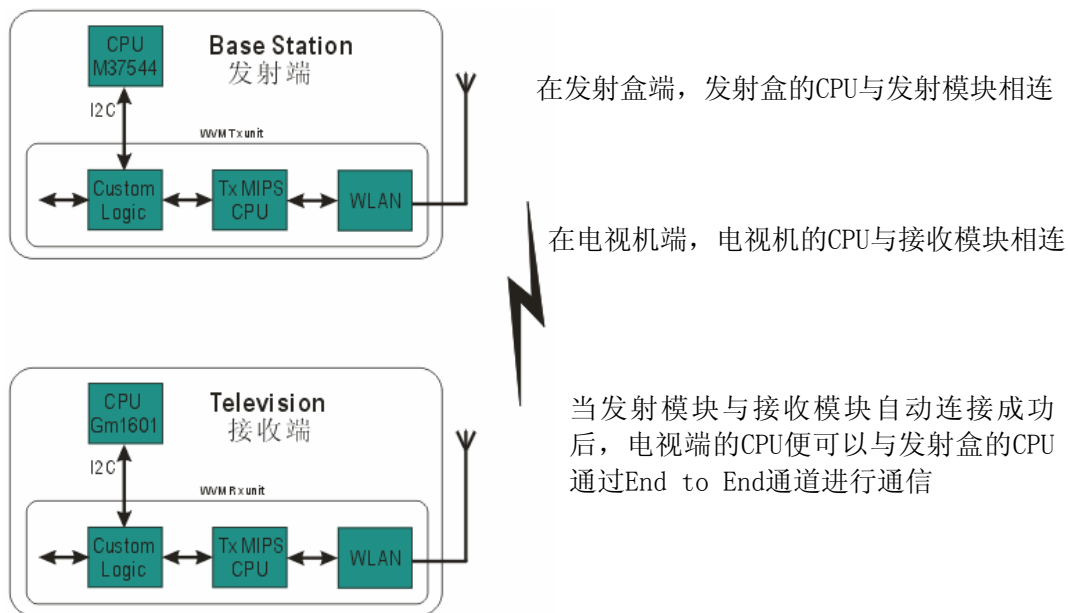 CPU
M37544
Base Station
发射端
I2C
WVM Tx unit
Custom
Logic
Tx MIPS
CPU
WLAN
在发射盒端，发射盒的CPU与发射模块相连
在电视机端，电视机的CPU与接收模块相连
CPU
Gm1601
Television
接收端
I2C
WVM Rx unit
Custom
Logic
Tx MIPS
CPU
WLAN
当发射模块与接收模块自动连接成功
后，电视端的CPU便可以与发射盒的CPU
通过End to End通道进行通信